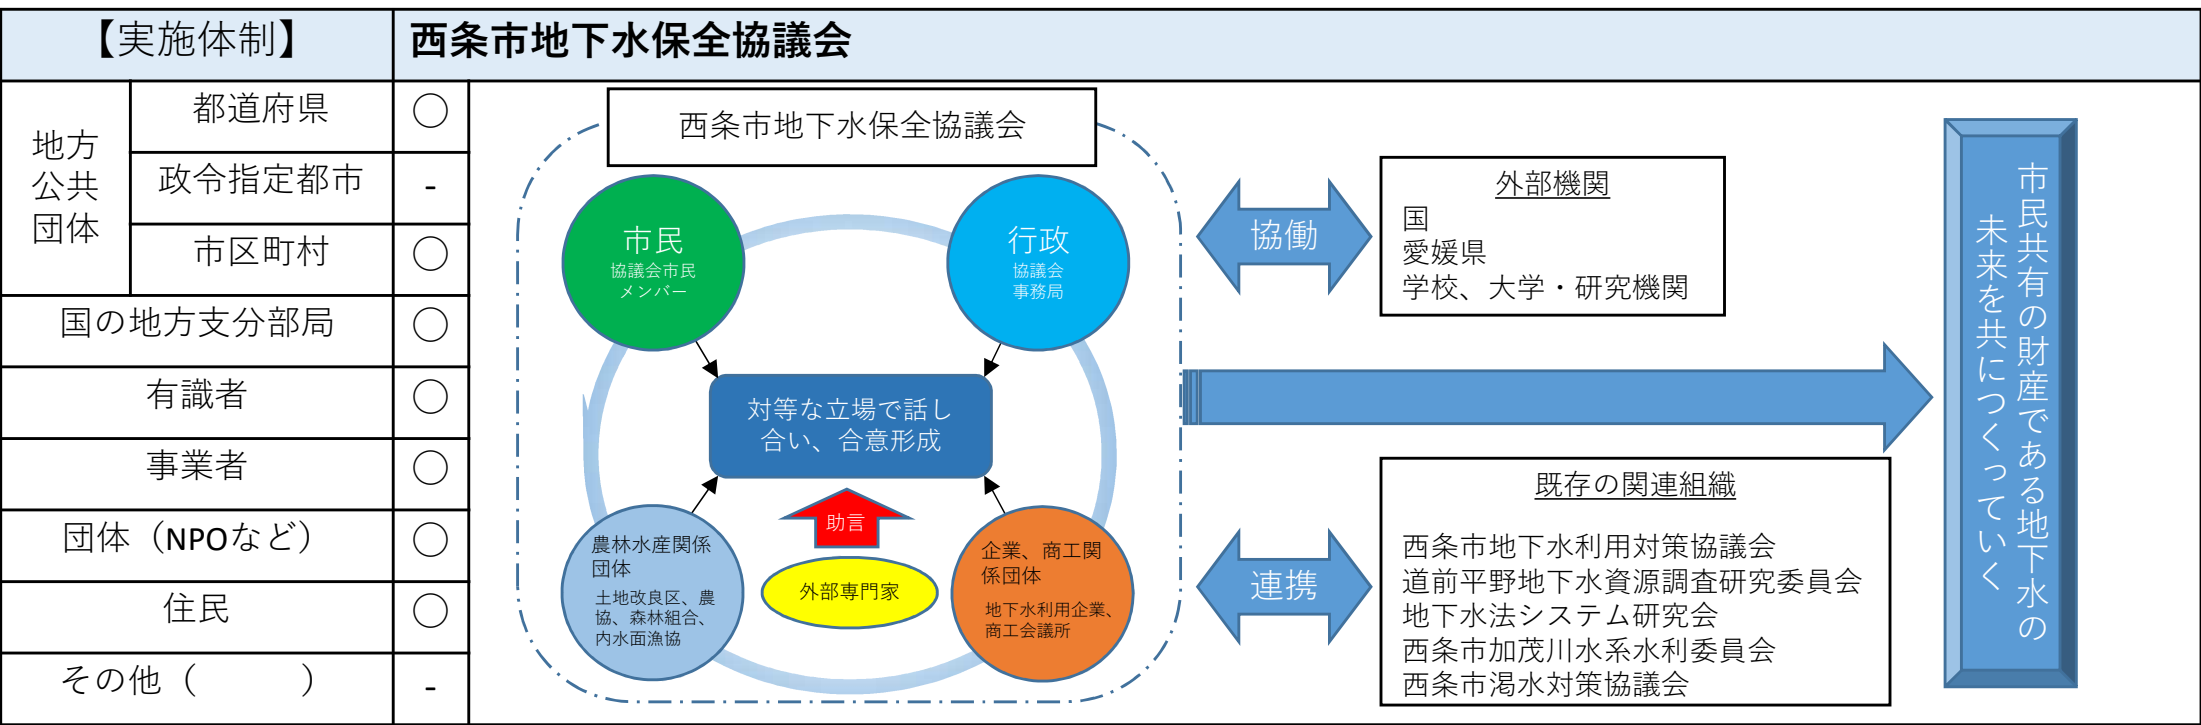 【実施体制】
西条市地下水保全協議会
地方
公共
団体
都道府県
○
政令指定都市
-
市区町村
○
国の地方支分部局
○
有識者
○
事業者
○
団体（NPOなど）
○
住民
○
その他（　　　）
-
西条市地下水保全協議会
市民
協議会市民
メンバー
行政
協議会
事務局
対等な立場で話し
合い、合意形成
助言
外部専門家
農林水産関係
団体
土地改良区、農
協、森林組合、
内水面漁協
企業、商工関
係団体
地下水利用企業、
商工会議所
協働
外部機関
国
愛媛県
学校、大学・研究機関
連携
既存の関連組織
西条市地下水利用対策協議会
道前平野地下水資源調査研究委員会
地下水法システム研究会
西条市加茂川水系水利委員会
西条市渇水対策協議会
市民共有の財産である地下水の
未来を共につくっていく